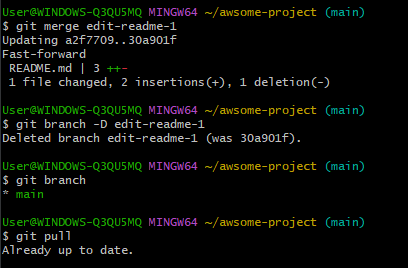 User@WINDOWS-Q3QU5MQ MINGW64 ~/awsome-project (main)
$ git merge edit-readme-1
Updating a2f7709..30a901f
Fast-forward
 README.md | 3 ++-
 1 file changed, 2 insertions(+), 1 deletion(-)

User@WINDOWS-Q3QU5MQ MINGW64 ~/awsome-project (main)
$ git branch -D edit-readme-1
Deleted branch edit-readme-1 (was 30a901f).

User@WINDOWS-Q3QU5MQ MINGW64 ~/awsome-project (main)
$ git branch
* main

User@WINDOWS-Q3QU5MQ MINGW64 ~/awsome-project (main)
$ git pull
Already up to date.